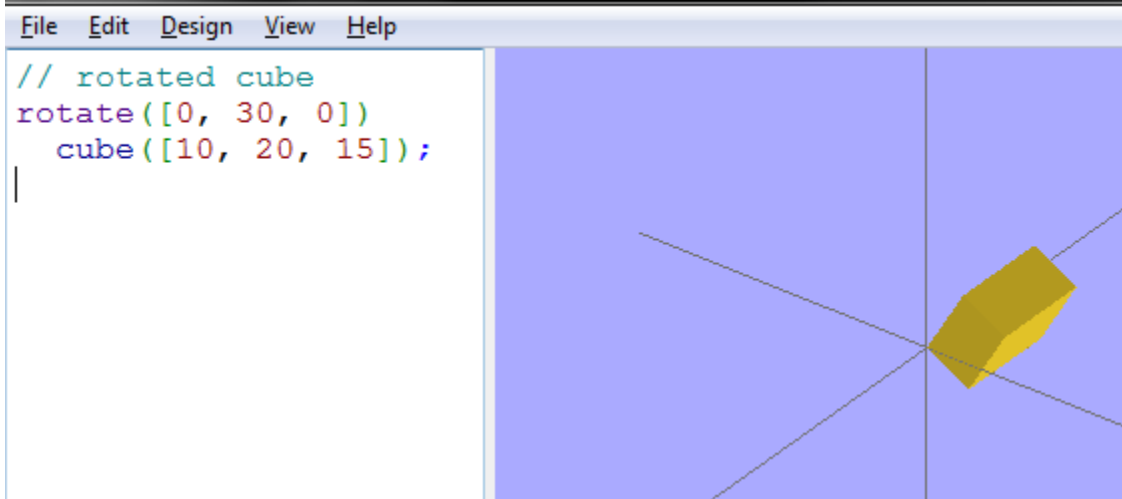 File Edit Design View Help
// rotated cube
rotate([0, 30, 0])
  cube([10, 20, 15]);